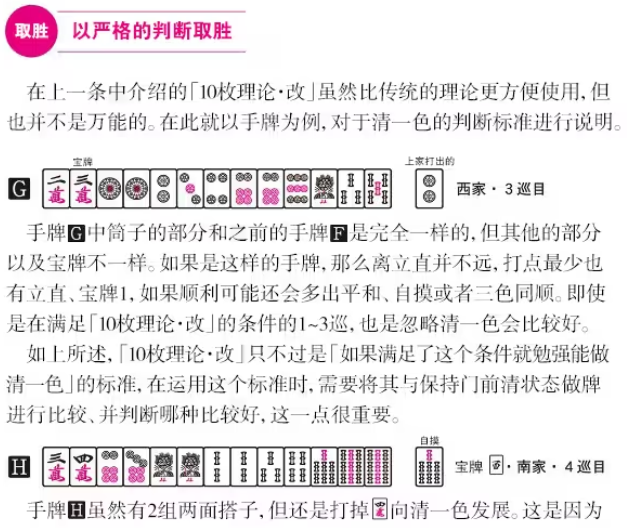 取胜 以严格的判断取胜
在上一条中介绍的「10枚理论·改」虽然比传统的理论更方便使用,但
也并不是万能的。在此就以手牌为例,对于清一色的判断标准进行说明。
宝牌 上家打出的
G 二萬 三萬 西家·3巡目
手牌G中筒子的部分和之前的手牌F是完全一样的,但其他的部分
以及宝牌不一样。如果是这样的手牌,那么离立直并不远,打点最少也
有立直、宝牌1,如果顺利可能还会多出平和、自摸或者三色同顺。即使
是在满足「10枚理论·改」的条件的1~3巡,也是忽略清一色会比较好。
如上所述,「10枚理论·改」只不过是「如果满足了这个条件就勉强能做
清一色」的标准,在运用这个标准时,需要将其与保持门前清状态做牌
进行比较、并判断哪种比较好,这一点很重要。
自摸
H 三萬 四萬 宝牌 西·南家·4巡目
手牌H虽然有2组两面搭子,但还是打掉四萬向清一色发展。这是因为